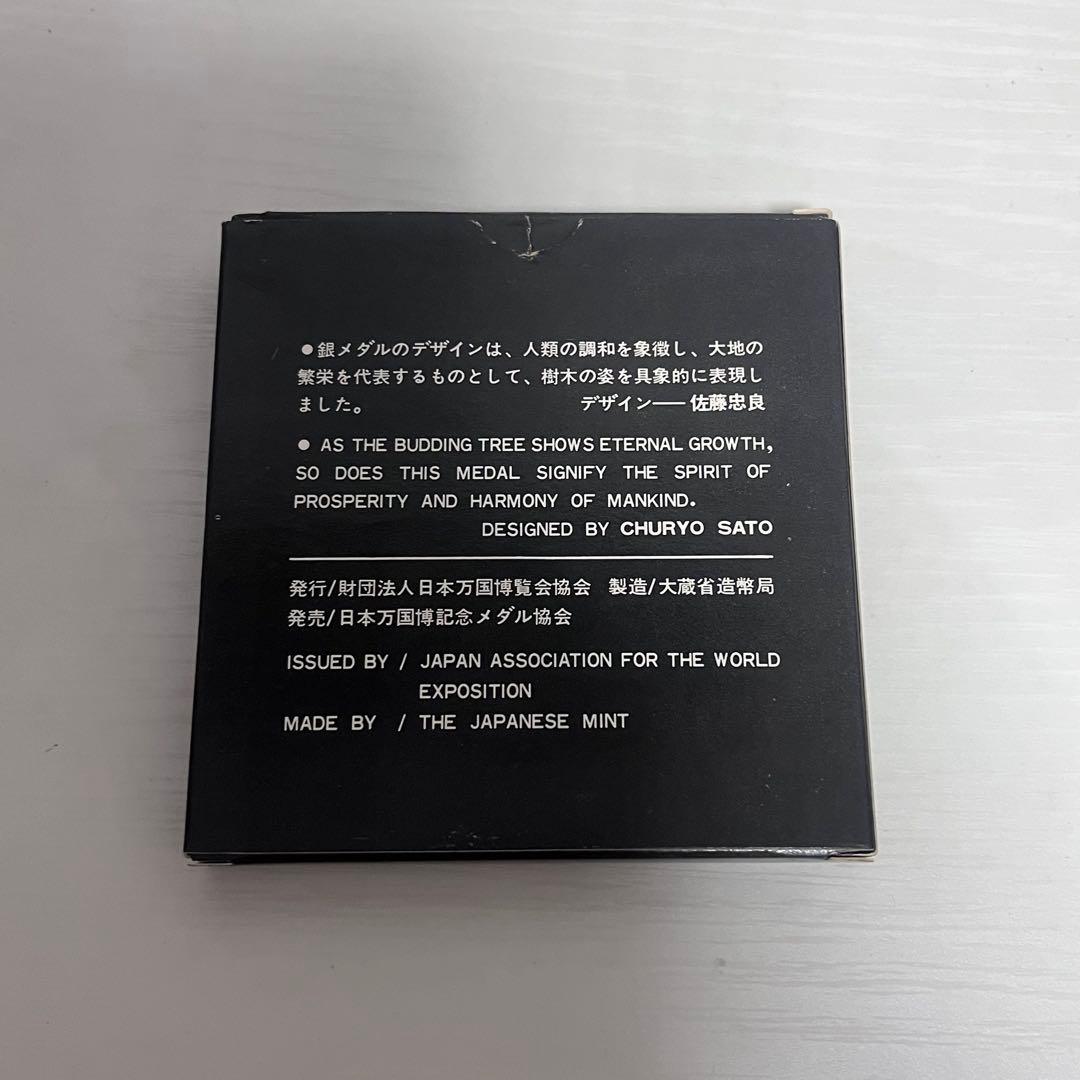 ●銀メダルのデザインは、人類の調和を象徴し、大地の
繁栄を代表するものとして、樹木の姿を具象的に表現し
ました。 デザイン——佐藤忠良
● AS THE BUDDING TREE SHOWS ETERNAL GROWTH,
SO DOES THIS MEDAL SIGNIFY THE SPIRIT OF
PROSPERITY AND HARMONY OF MANKIND.
DESIGNED BY CHURYO SATO
発行/財団法人日本万国博覧会協会 製造/大蔵省造幣局
発売/日本万国博記念メダル協会
ISSUED BY / JAPAN ASSOCIATION FOR THE WORLD
EXPOSITION
MADE BY / THE JAPANESE MINT